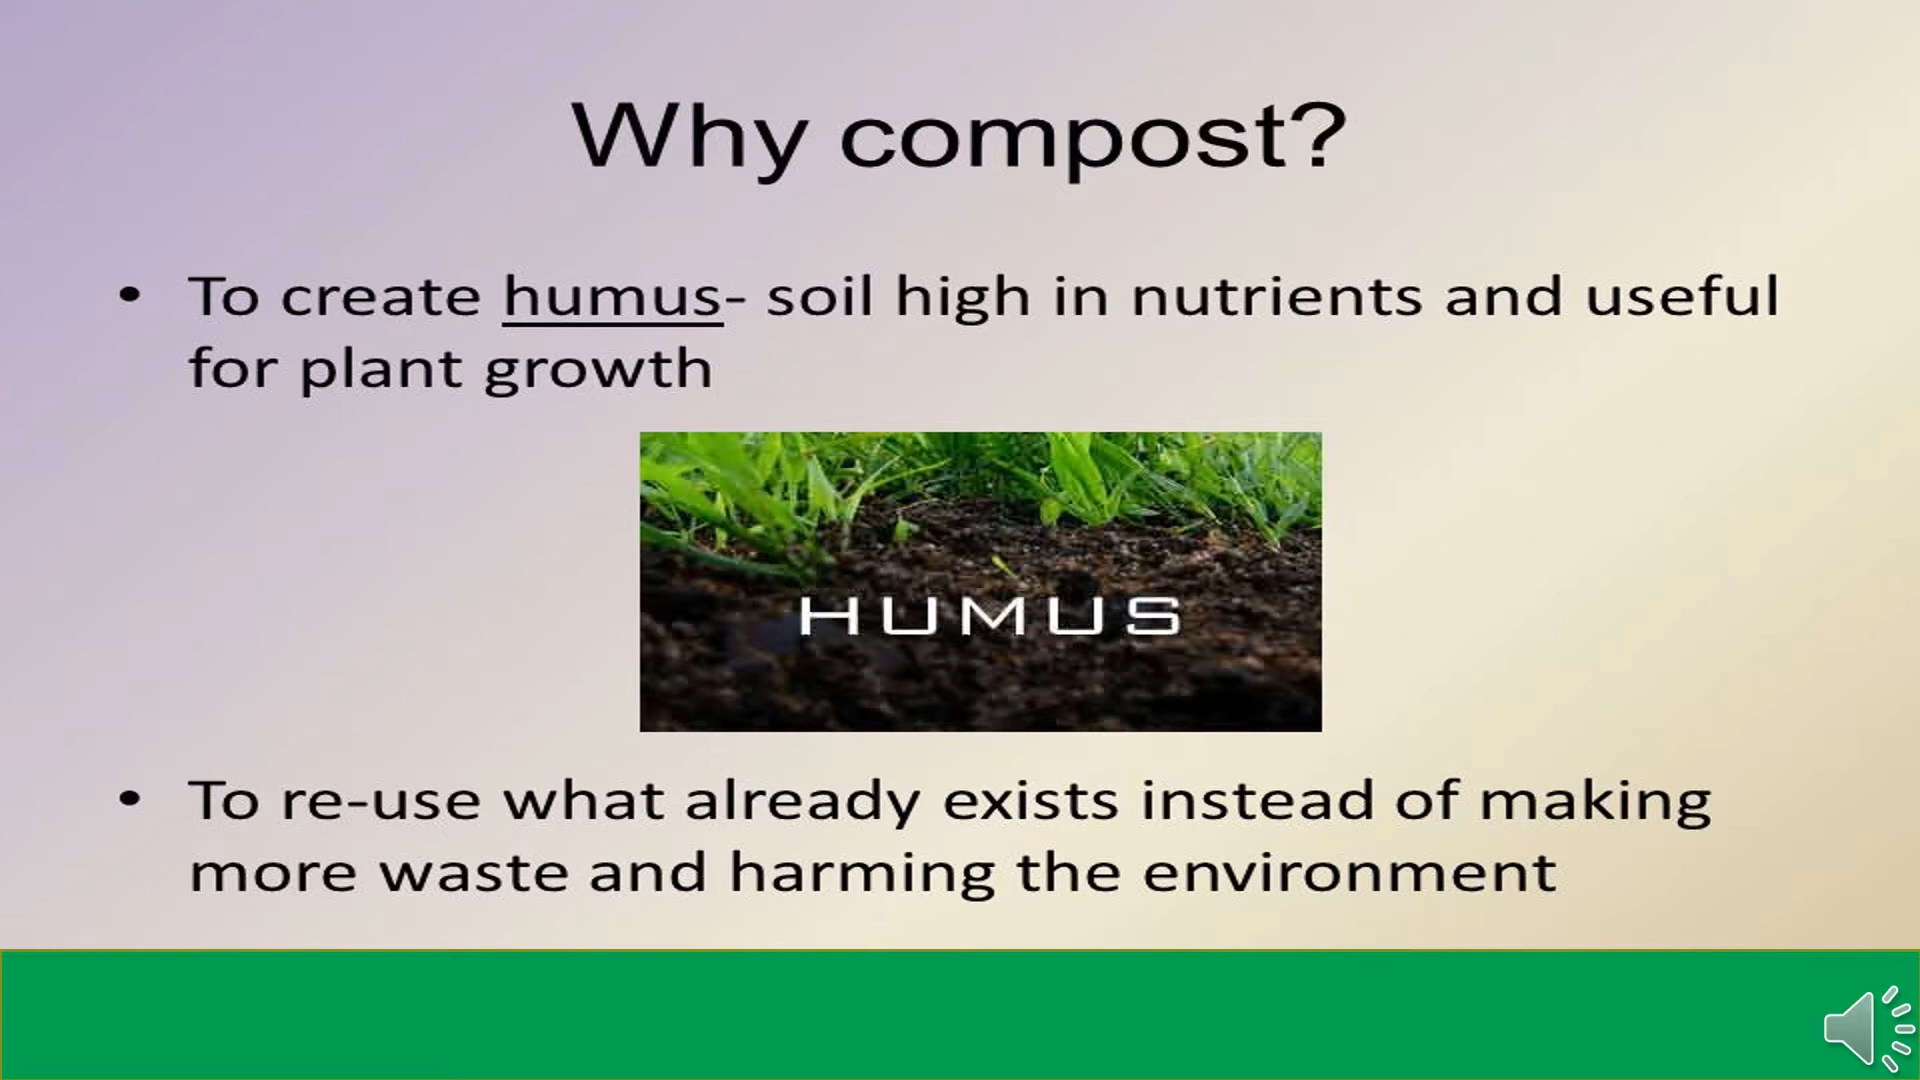 Why compost?
• To create humus- soil high in nutrients and useful
for plant growth
HUMUS
• To re-use what already exists instead of making
more waste and harming the environment